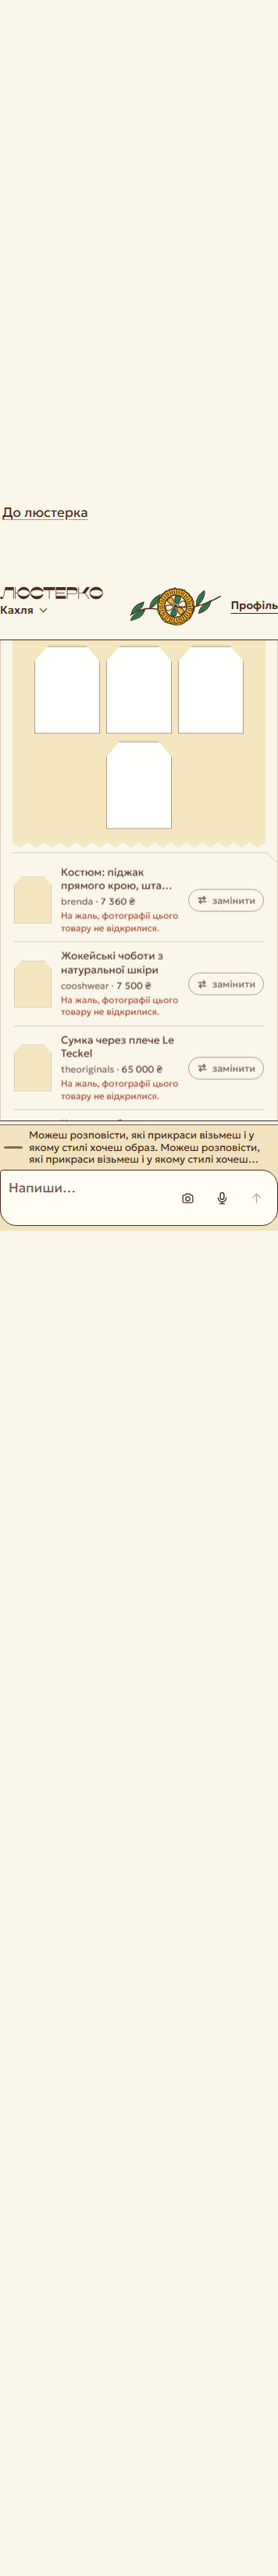 До люстерка
ЛЮСТЕРКО
Кахля
Профіль
Костюм: піджак
прямого крою, шта...
brenda · 7 360 ₴
На жаль, фотографії цього
товару не відкрилися.
замінити
Жокейські чоботи з
натуральної шкіри
cooshwear · 7 500 ₴
На жаль, фотографії цього
товару не відкрилися.
замінити
Сумка через плече Le
Teckel
theoriginals · 65 000 ₴
На жаль, фотографії цього
товару не відкрилися.
замінити
Можеш розповісти, які прикраси візьмеш і у
якому стилі хочеш образ. Можеш розповісти,
які прикраси візьмеш і у якому стилі хочеш...
Напиши...